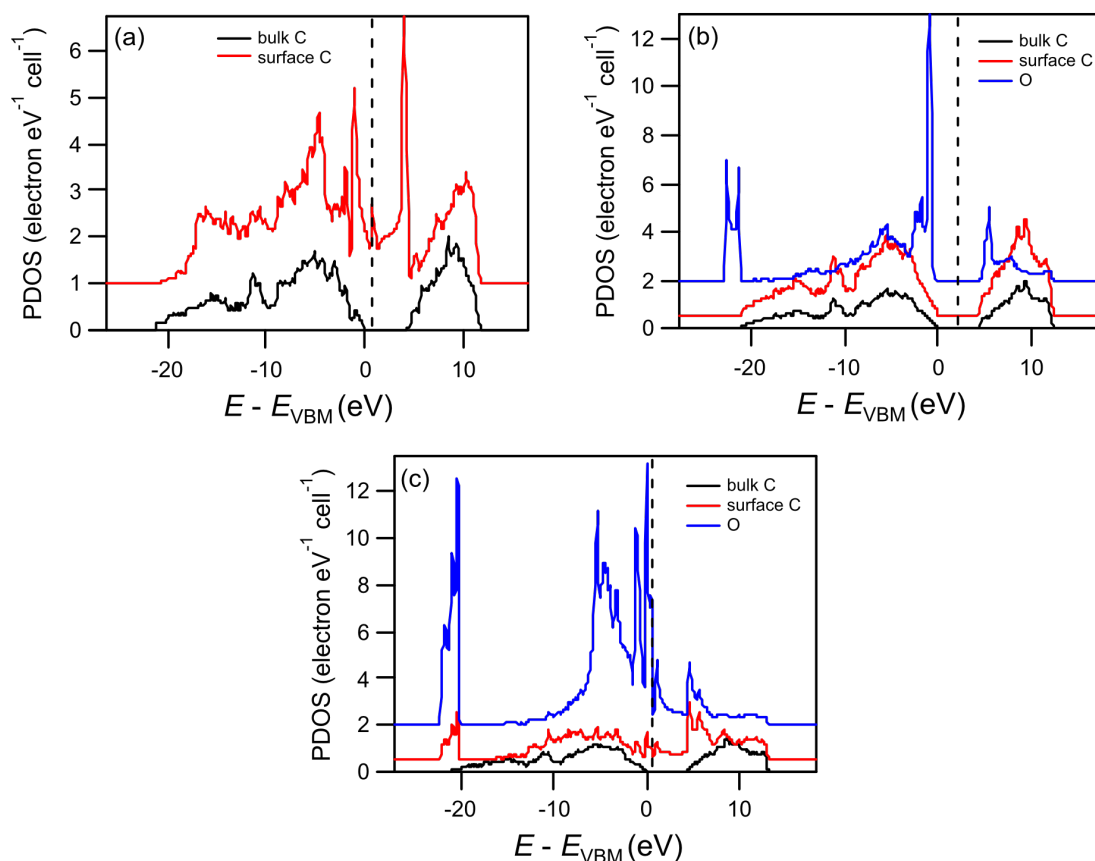 (a)
bulk C
surface C
PDOS (electron eV⁻¹ cell⁻¹)
6
5
4
3
2
1
0
-20
-10
0
10
E - E_VBM (eV)
(b)
bulk C
surface C
O
PDOS (electron eV⁻¹ cell⁻¹)
12
10
8
6
4
2
0
-20
-10
0
10
E - E_VBM (eV)
(c)
bulk C
surface C
O
PDOS (electron eV⁻¹ cell⁻¹)
12
10
8
6
4
2
0
-20
-10
0
10
E - E_VBM (eV)